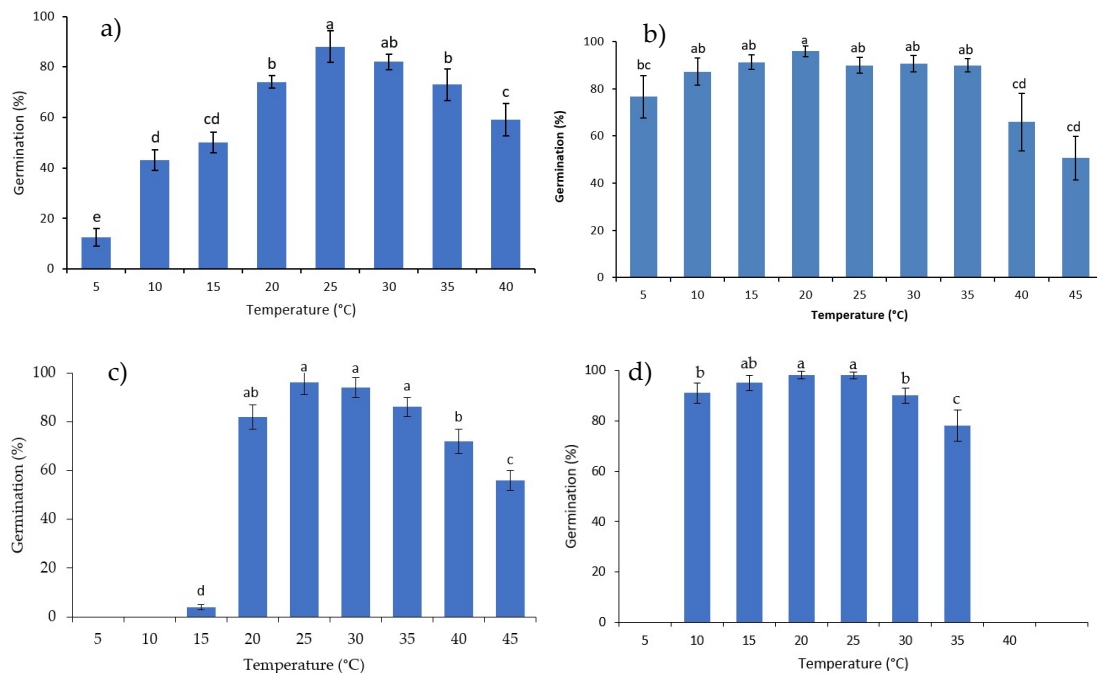 a)
Germination (%)
100
80
60
40
20
0
e
d
cd
b
a
ab
b
c
5 10 15 20 25 30 35 40
Temperature (°C)
b)
Germination (%)
100
80
60
40
20
0
bc
ab
ab
a
ab
ab
ab
cd
cd
5 10 15 20 25 30 35 40 45
Temperature (°C)
c)
Germination (%)
100
80
60
40
20
0
d
ab
a
a
a
b
c
5 10 15 20 25 30 35 40 45
Temperature (°C)
d)
Germination (%)
100
80
60
40
20
0
b
ab
a
a
b
c
5 10 15 20 25 30 35 40
Temperature (°C)